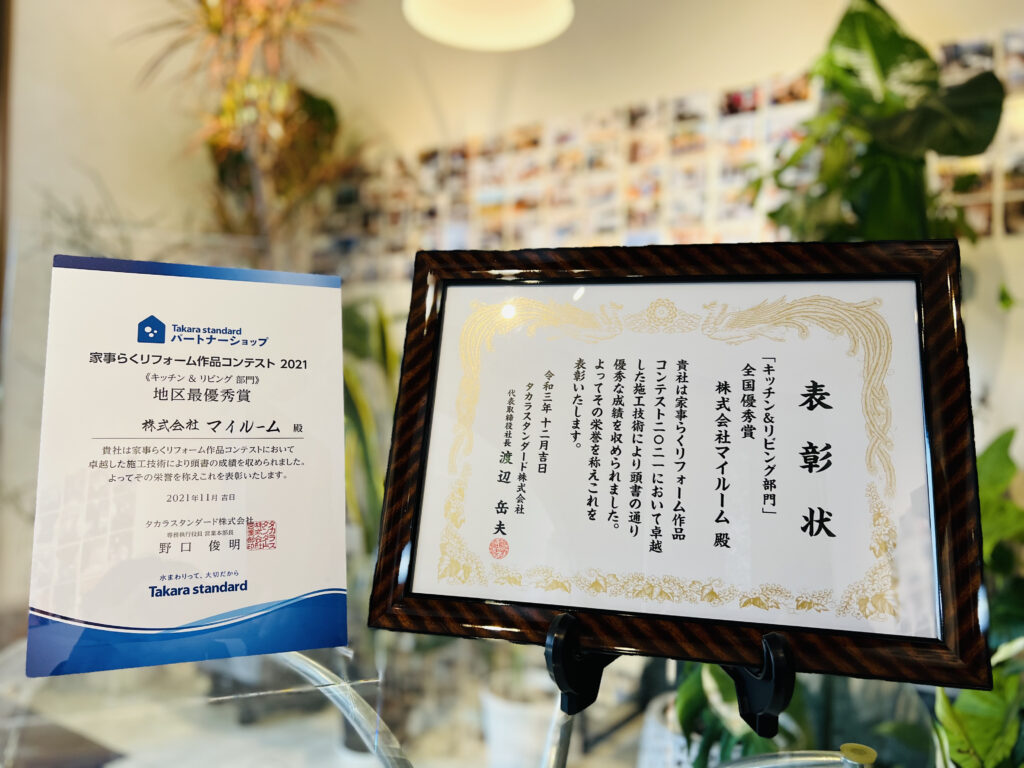 Takara standard
パートナーショップ
家事らくリフォーム作品コンテスト 2021
《キッチン & リビング 部門》
地区最優秀賞
株式会社 マイルーム 殿
貴社は家事らくリフォーム作品コンテストにおいて
卓越した施工技術により頭書の成績を収められました。
よってその栄誉を称えこれを表彰いたします。
2021年11月 吉日
タカラスタンダード株式会社
専務執行役員 営業本部長
野口 俊明
水まわりって、大切だから
Takara standard
表彰状
「キッチン&リビング部門」
全国優秀賞
株式会社マイルーム 殿
貴社は家事らくリフォーム作品
コンテスト二〇二一において卓越
した施工技術により頭書の通り
優秀な成績を収められました。
よってその栄誉を称えこれを
表彰いたします。
令和三年十二月吉日
タカラスタンダード株式会社
代表取締役社長 渡辺 岳夫